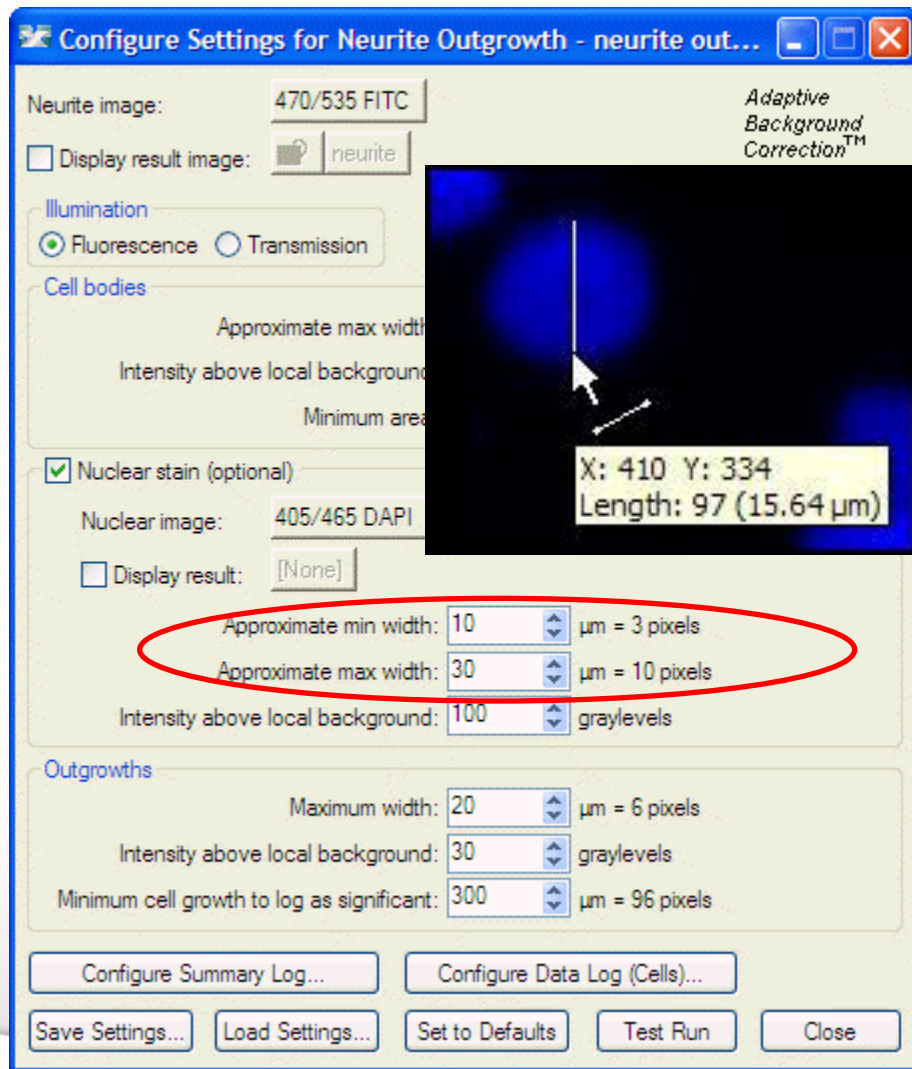 Configure Settings for Neurite Outgrowth - neurite out...
Neurite image: 470/535 FITC
Adaptive
Background
Correction™
Display result image: neurite
Illumination
Fluorescence Transmission
Cell bodies
Approximate max width
Intensity above local background
Minimum area
X: 410 Y: 334
Length: 97 (15.64 µm)
Nuclear stain (optional)
Nuclear image: 405/465 DAPI
Display result: [None]
Approximate min width: 10 µm = 3 pixels
Approximate max width: 30 µm = 10 pixels
Intensity above local background: 100 graylevels
Outgrowths
Maximum width: 20 µm = 6 pixels
Intensity above local background: 30 graylevels
Minimum cell growth to log as significant: 300 µm = 96 pixels
Configure Summary Log... Configure Data Log (Cells)...
Save Settings... Load Settings... Set to Defaults Test Run Close